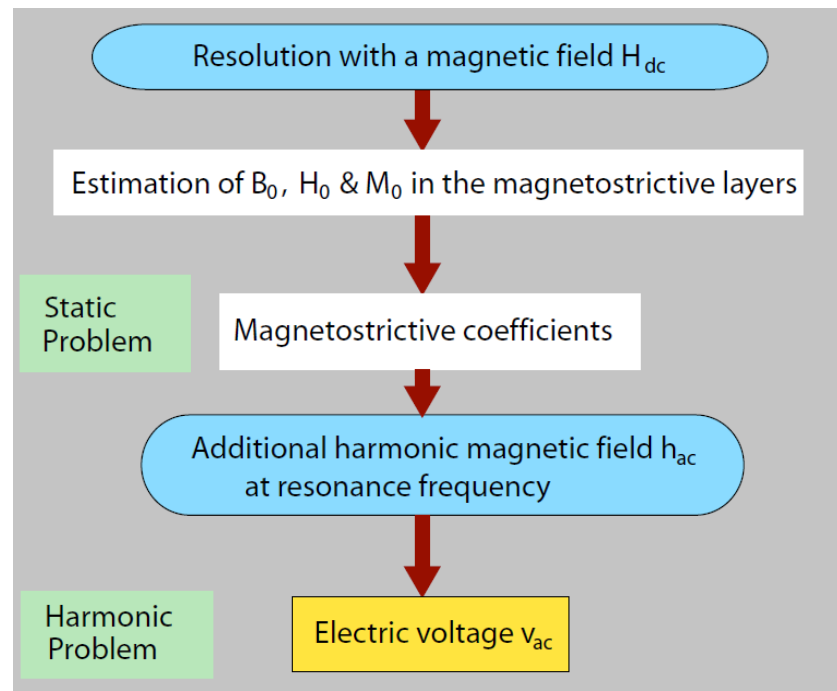 Resolution with a magnetic field H dc
Estimation of B₀, H₀ & M₀ in the magnetostrictive layers
Static
Problem
Magnetostrictive coefficients
Additional harmonic magnetic field hac
at resonance frequency
Harmonic
Problem
Electric voltage vac